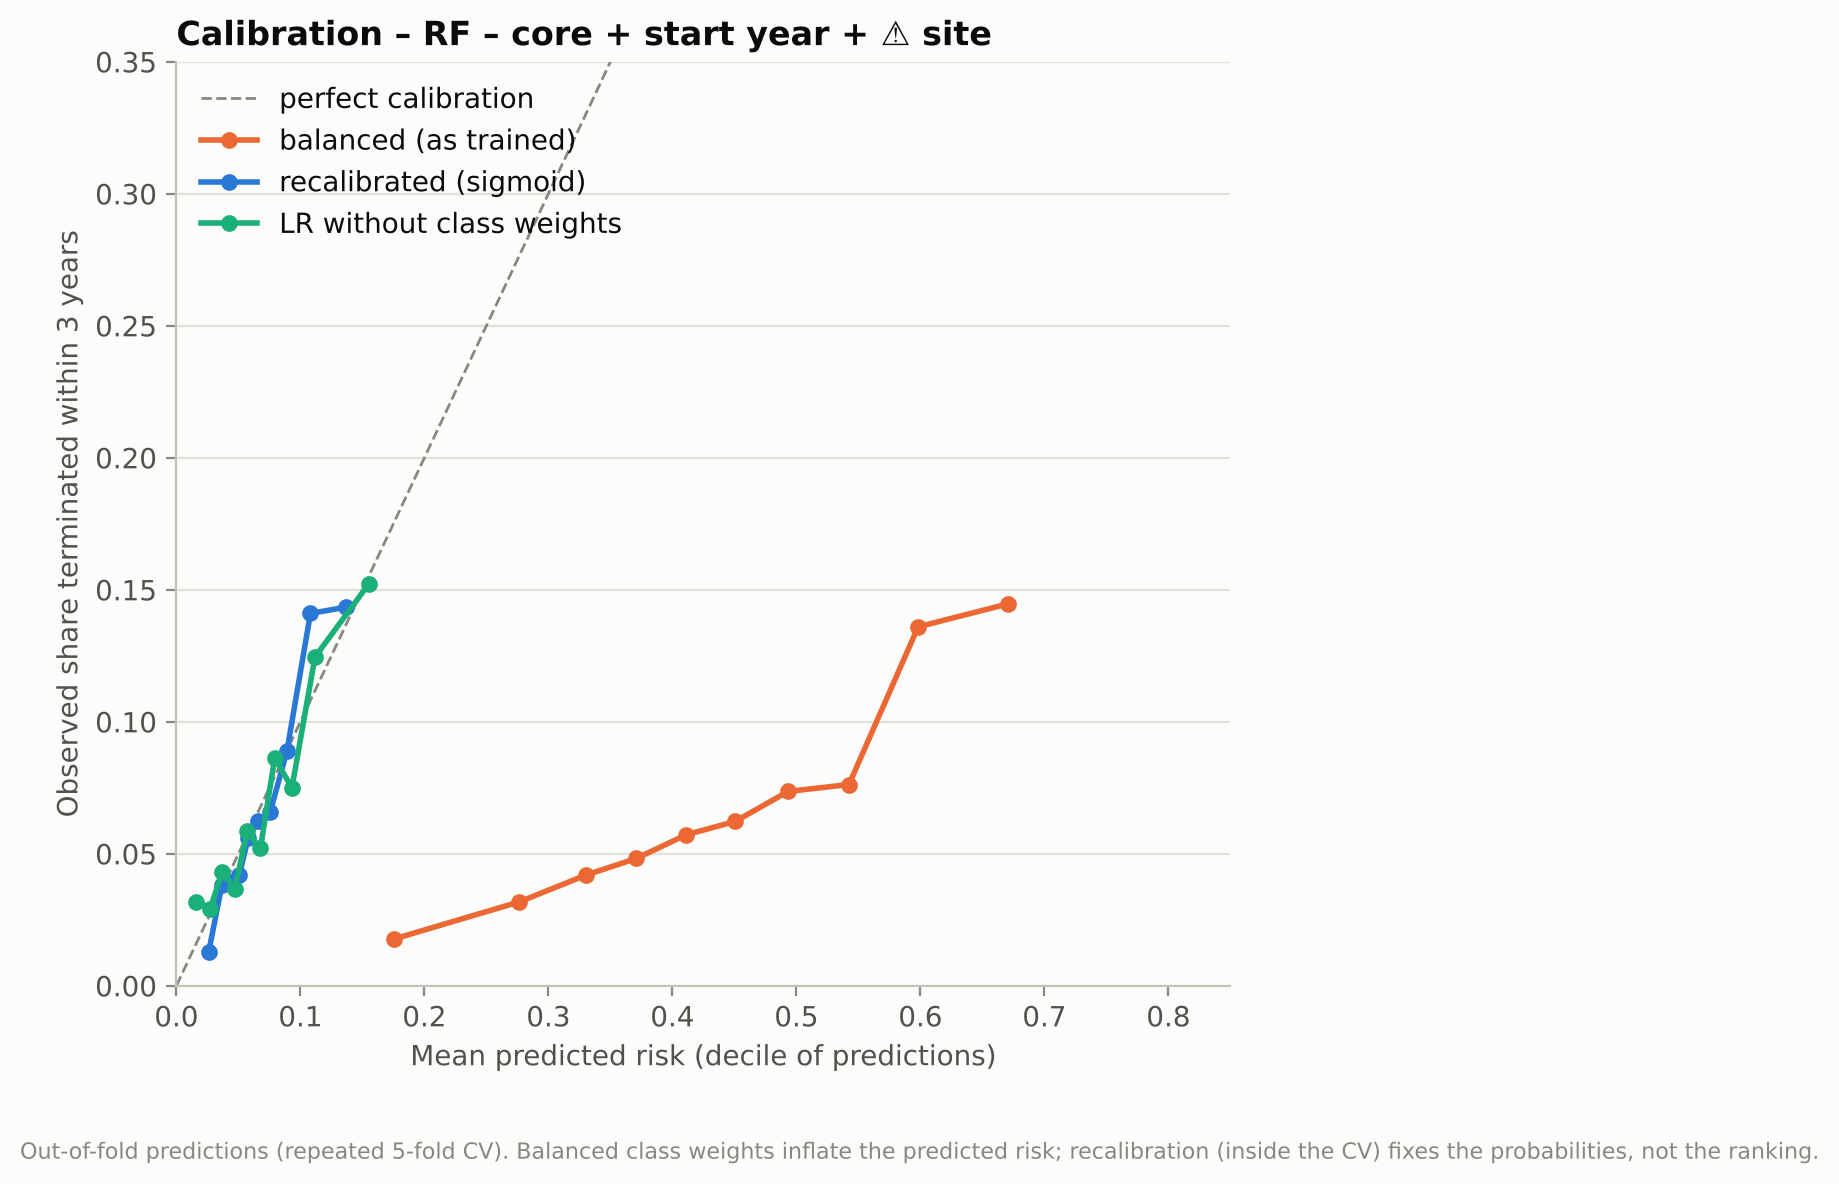 Calibration – RF – core + start year + ⚠ site
0.35
0.30
0.25
0.20
0.15
0.10
0.05
0.00
Observed share terminated within 3 years
perfect calibration
balanced (as trained)
recalibrated (sigmoid)
LR without class weights
0.0 0.1 0.2 0.3 0.4 0.5 0.6 0.7 0.8
Mean predicted risk (decile of predictions)
Out-of-fold predictions (repeated 5-fold CV). Balanced class weights inflate the predicted risk; recalibration (inside the CV) fixes the probabilities, not the ranking.